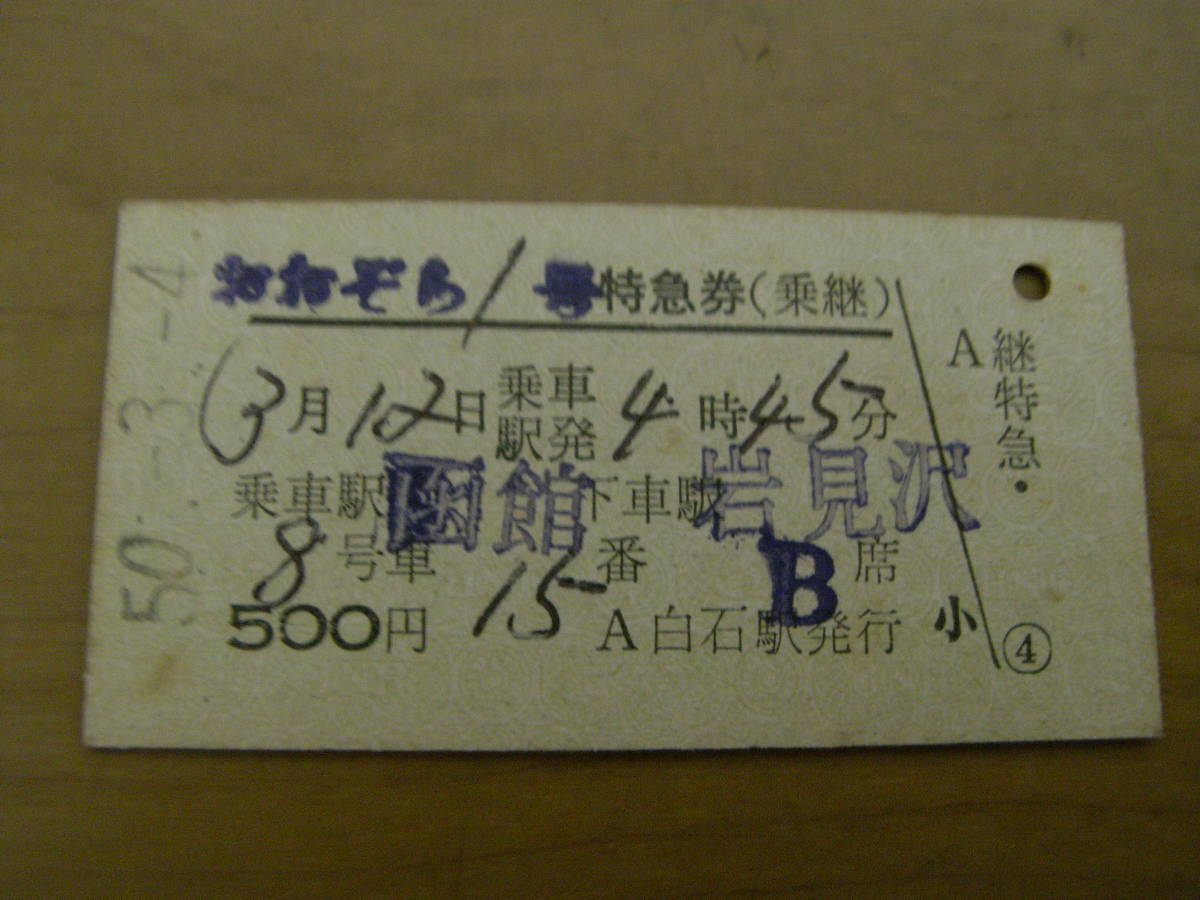 おおぞら 1 号特急券(乗継)
3月12日 乗車駅発 4時45分
乗車駅 函館 下車駅 岩見沢
8号車 15番 B席
500円 A白石駅発行
小
A継特急・
④
50.-3.-4